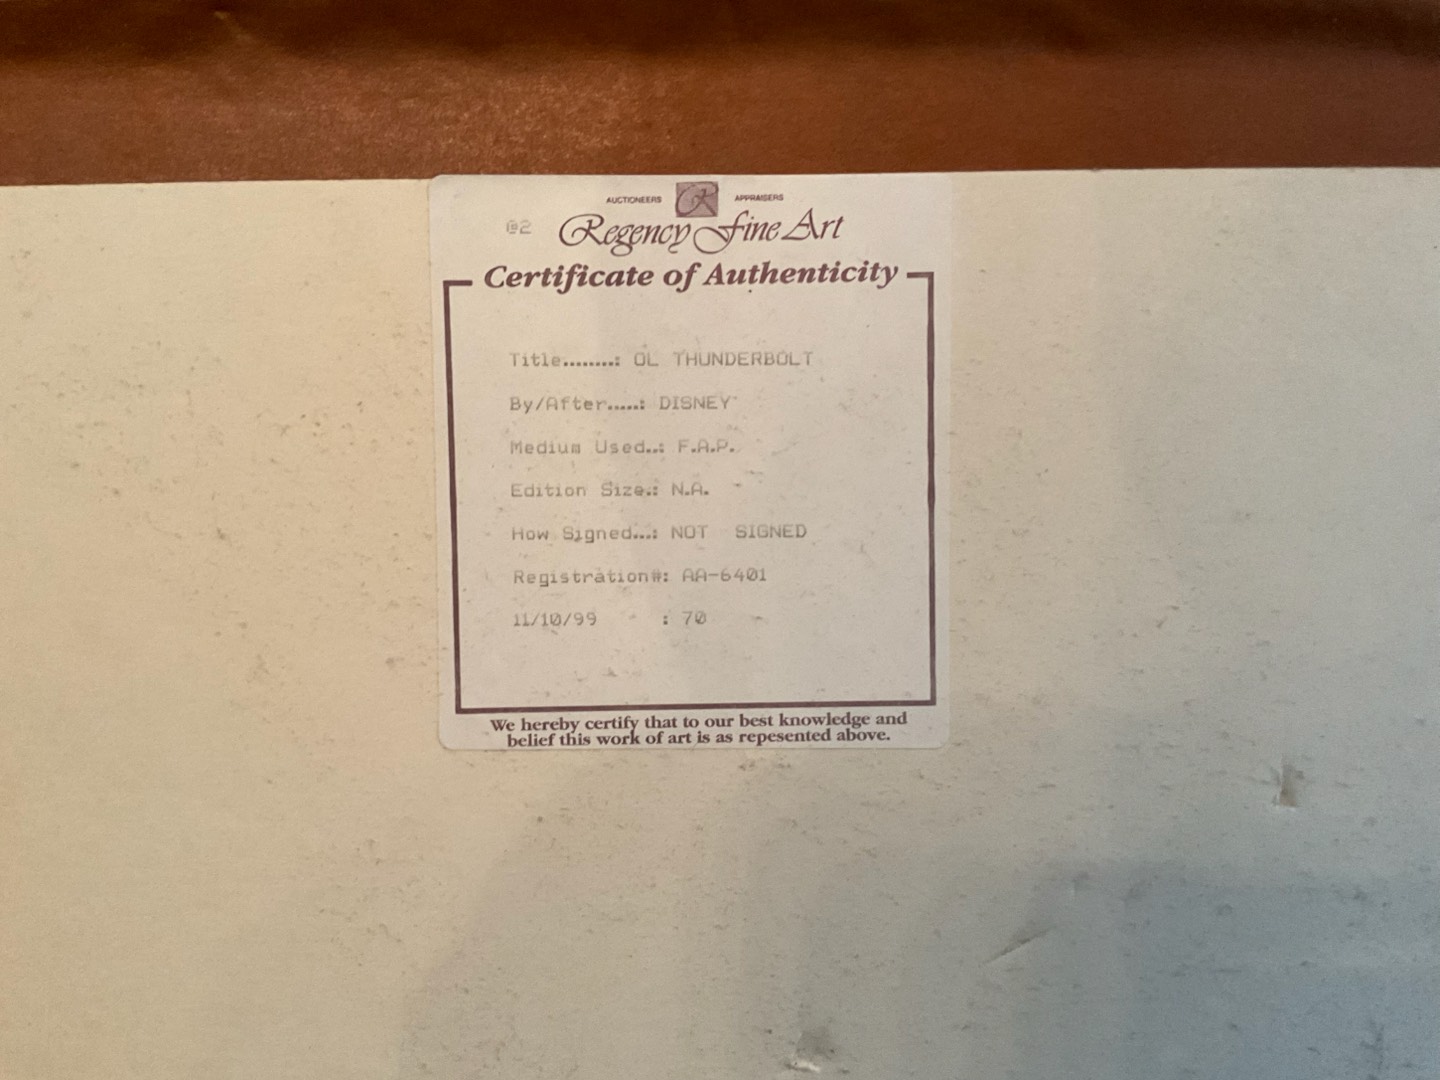 AUCTIONEERS R APPRAISERS
@2 Regency Fine Art
Certificate of Authenticity
Title........: OL THUNDERBOLT
By/After.....: DISNEY
Medium Used..: F.A.P.
Edition Size.: N.A.
How Signed...: NOT SIGNED
Registration#: AA-6401
11/10/99 : 70
We hereby certify that to our best knowledge and
belief this work of art is as repesented above.